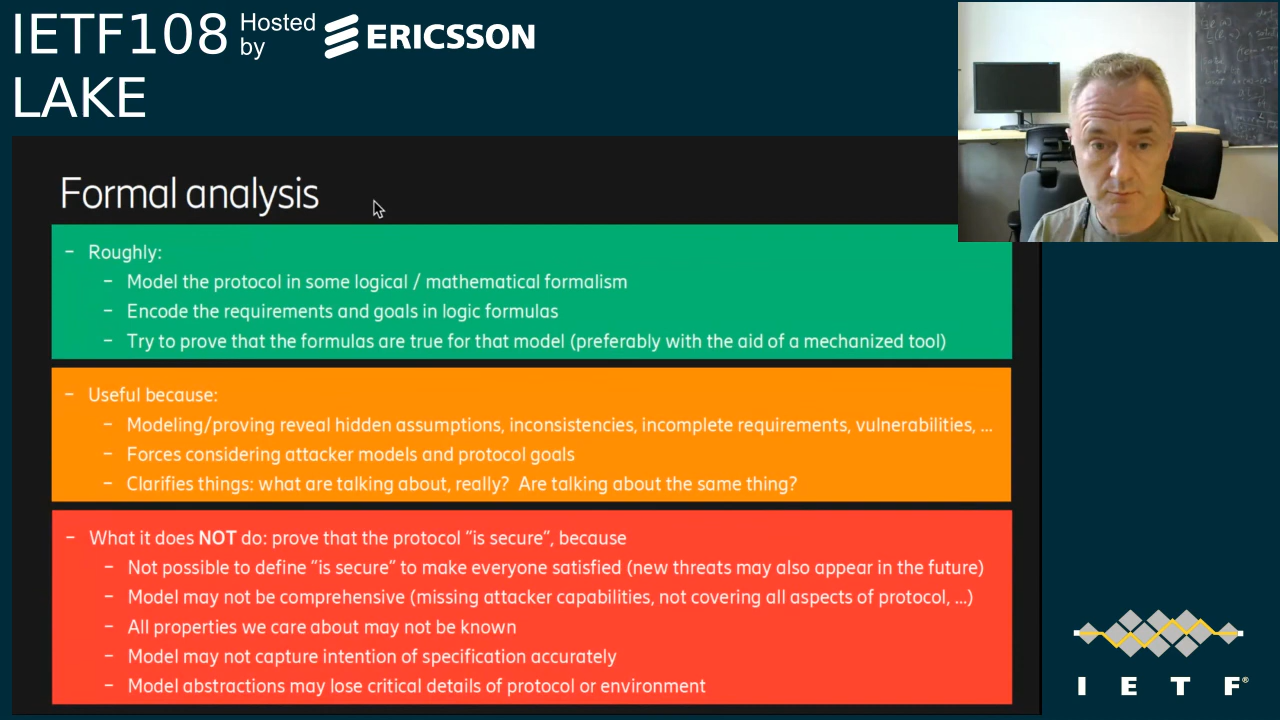 IETF108 Hosted by ERICSSON
LAKE
Formal analysis
– Roughly:
– Model the protocol in some logical / mathematical formalism
– Encode the requirements and goals in logic formulas
– Try to prove that the formulas are true for that model (preferably with the aid of a mechanized tool)
– Useful because:
– Modeling/proving reveal hidden assumptions, inconsistencies, incomplete requirements, vulnerabilities, ...
– Forces considering attacker models and protocol goals
– Clarifies things: what are talking about, really? Are talking about the same thing?
– What it does NOT do: prove that the protocol “is secure”, because
– Not possible to define “is secure” to make everyone satisfied (new threats may also appear in the future)
– Model may not be comprehensive (missing attacker capabilities, not covering all aspects of protocol, ...)
– All properties we care about may not be known
– Model may not capture intention of specification accurately
– Model abstractions may lose critical details of protocol or environment
I E T F®